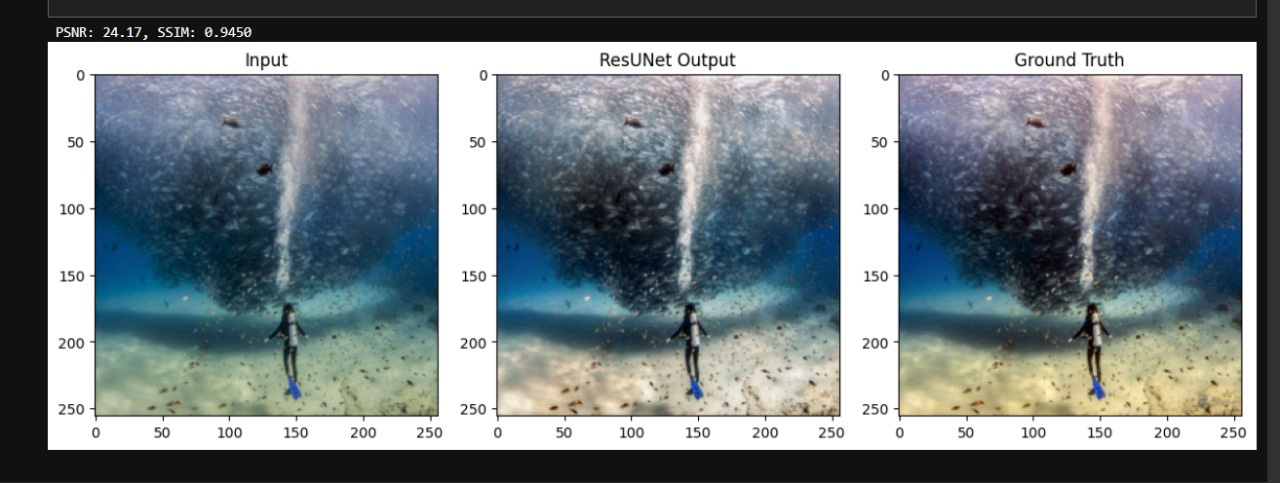 PSNR: 24.17, SSIM: 0.9450
Input ResUNet Output Ground Truth
0 0 0
50 50 50
100 100 100
150 150 150
200 200 200
250 250 250
0 50 100 150 200 250 0 50 100 150 200 250 0 50 100 150 200 250